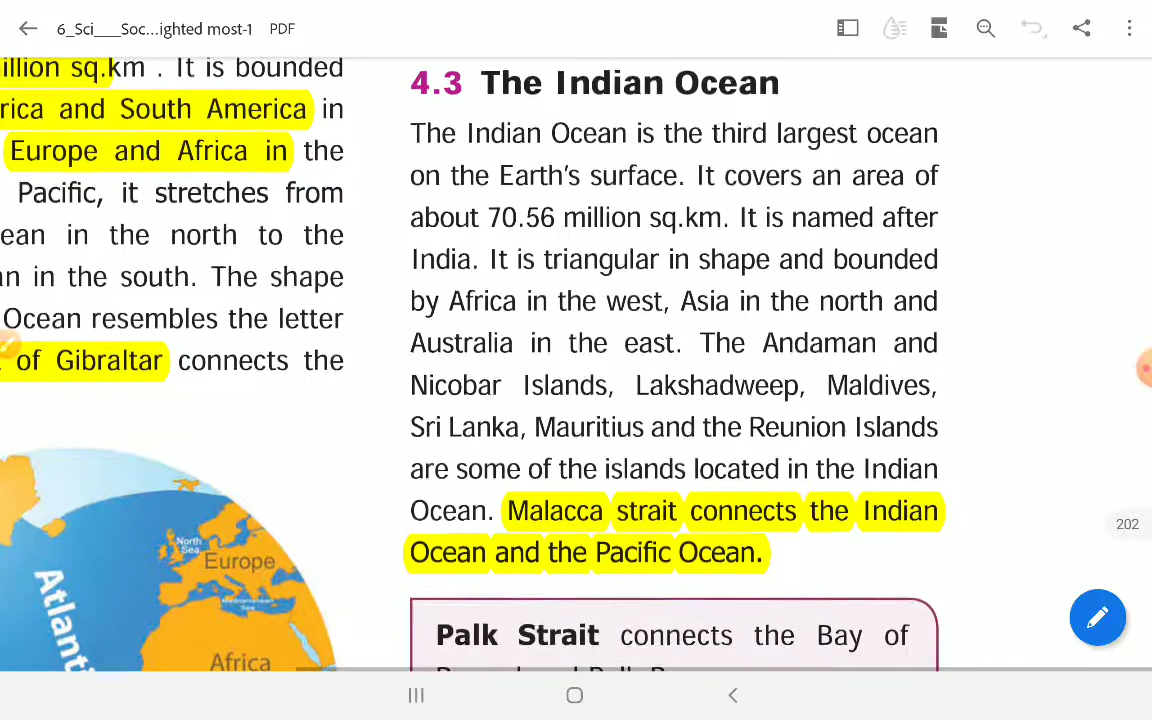 6_Sci___Soc...ighted most-1 PDF
illion sq.km . It is bounded
rica and South America in
Europe and Africa in the
Pacific, it stretches from
ean in the north to the
n in the south. The shape
Ocean resembles the letter
of Gibraltar connects the
North
Sea
Europe
Mediterranean
Sea
Atlanti
Africa
4.3 The Indian Ocean
The Indian Ocean is the third largest ocean
on the Earth's surface. It covers an area of
about 70.56 million sq.km. It is named after
India. It is triangular in shape and bounded
by Africa in the west, Asia in the north and
Australia in the east. The Andaman and
Nicobar Islands, Lakshadweep, Maldives,
Sri Lanka, Mauritius and the Reunion Islands
are some of the islands located in the Indian
Ocean. Malacca strait connects the Indian
Ocean and the Pacific Ocean.
Palk Strait connects the Bay of
202